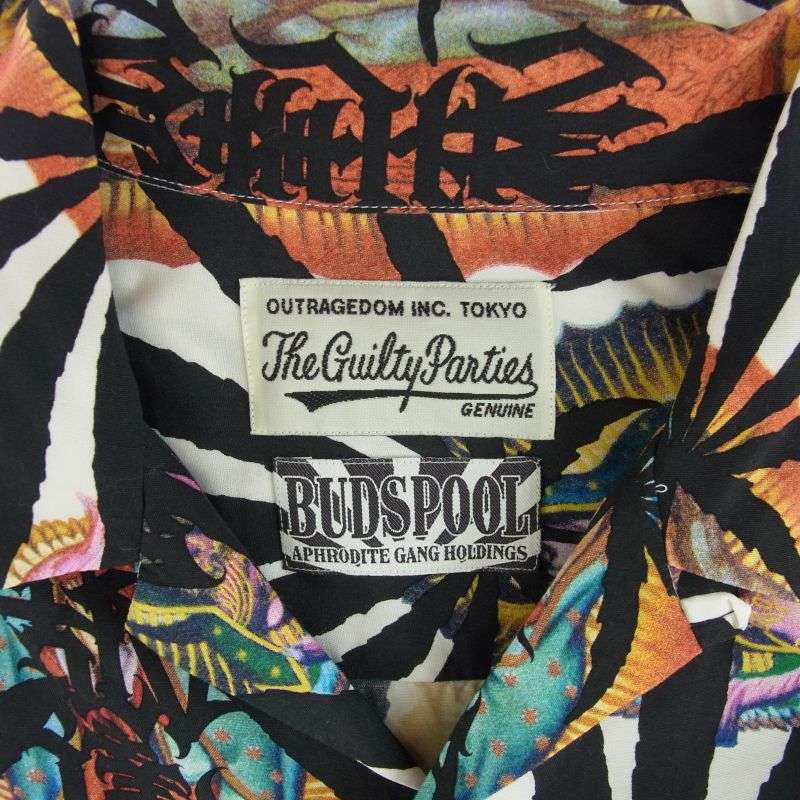 OUTRAGEDOM INC. TOKYO
The Guilty Parties
GENUINE
BUDSPOOL
APHRODITE GANG HOLDINGS